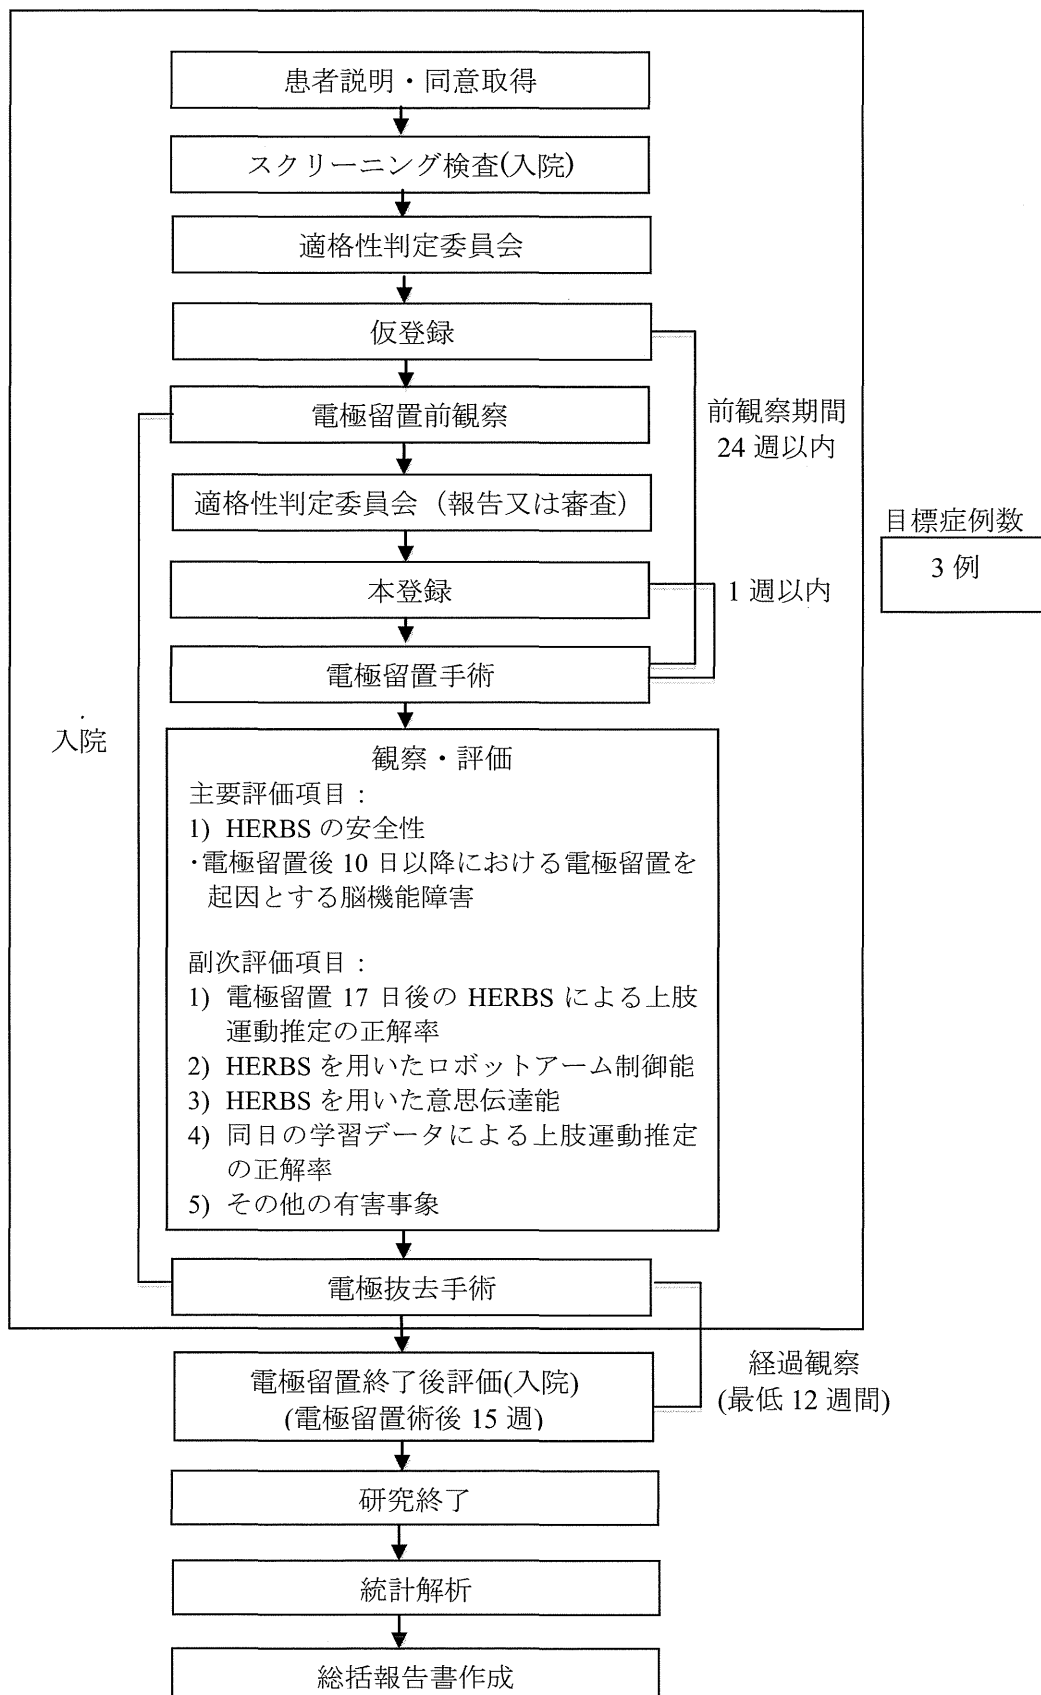 患者説明・同意取得
スクリーニング検査(入院)
適格性判定委員会
仮登録
電極留置前観察
前観察期間
24 週以内
適格性判定委員会（報告又は審査）
目標症例数
3 例
本登録
1 週以内
電極留置手術
入院
観察・評価
主要評価項目：
1) HERBS の安全性
・電極留置後 10 日以降における電極留置を
起因とする脳機能障害
副次評価項目：
1) 電極留置 17 日後の HERBS による上肢
運動推定の正解率
2) HERBS を用いたロボットアーム制御能
3) HERBS を用いた意思伝達能
4) 同日の学習データによる上肢運動推定
の正解率
5) その他の有害事象
電極抜去手術
電極留置終了後評価(入院)
(電極留置術後 15 週)
経過観察
(最低 12 週間)
研究終了
統計解析
総括報告書作成